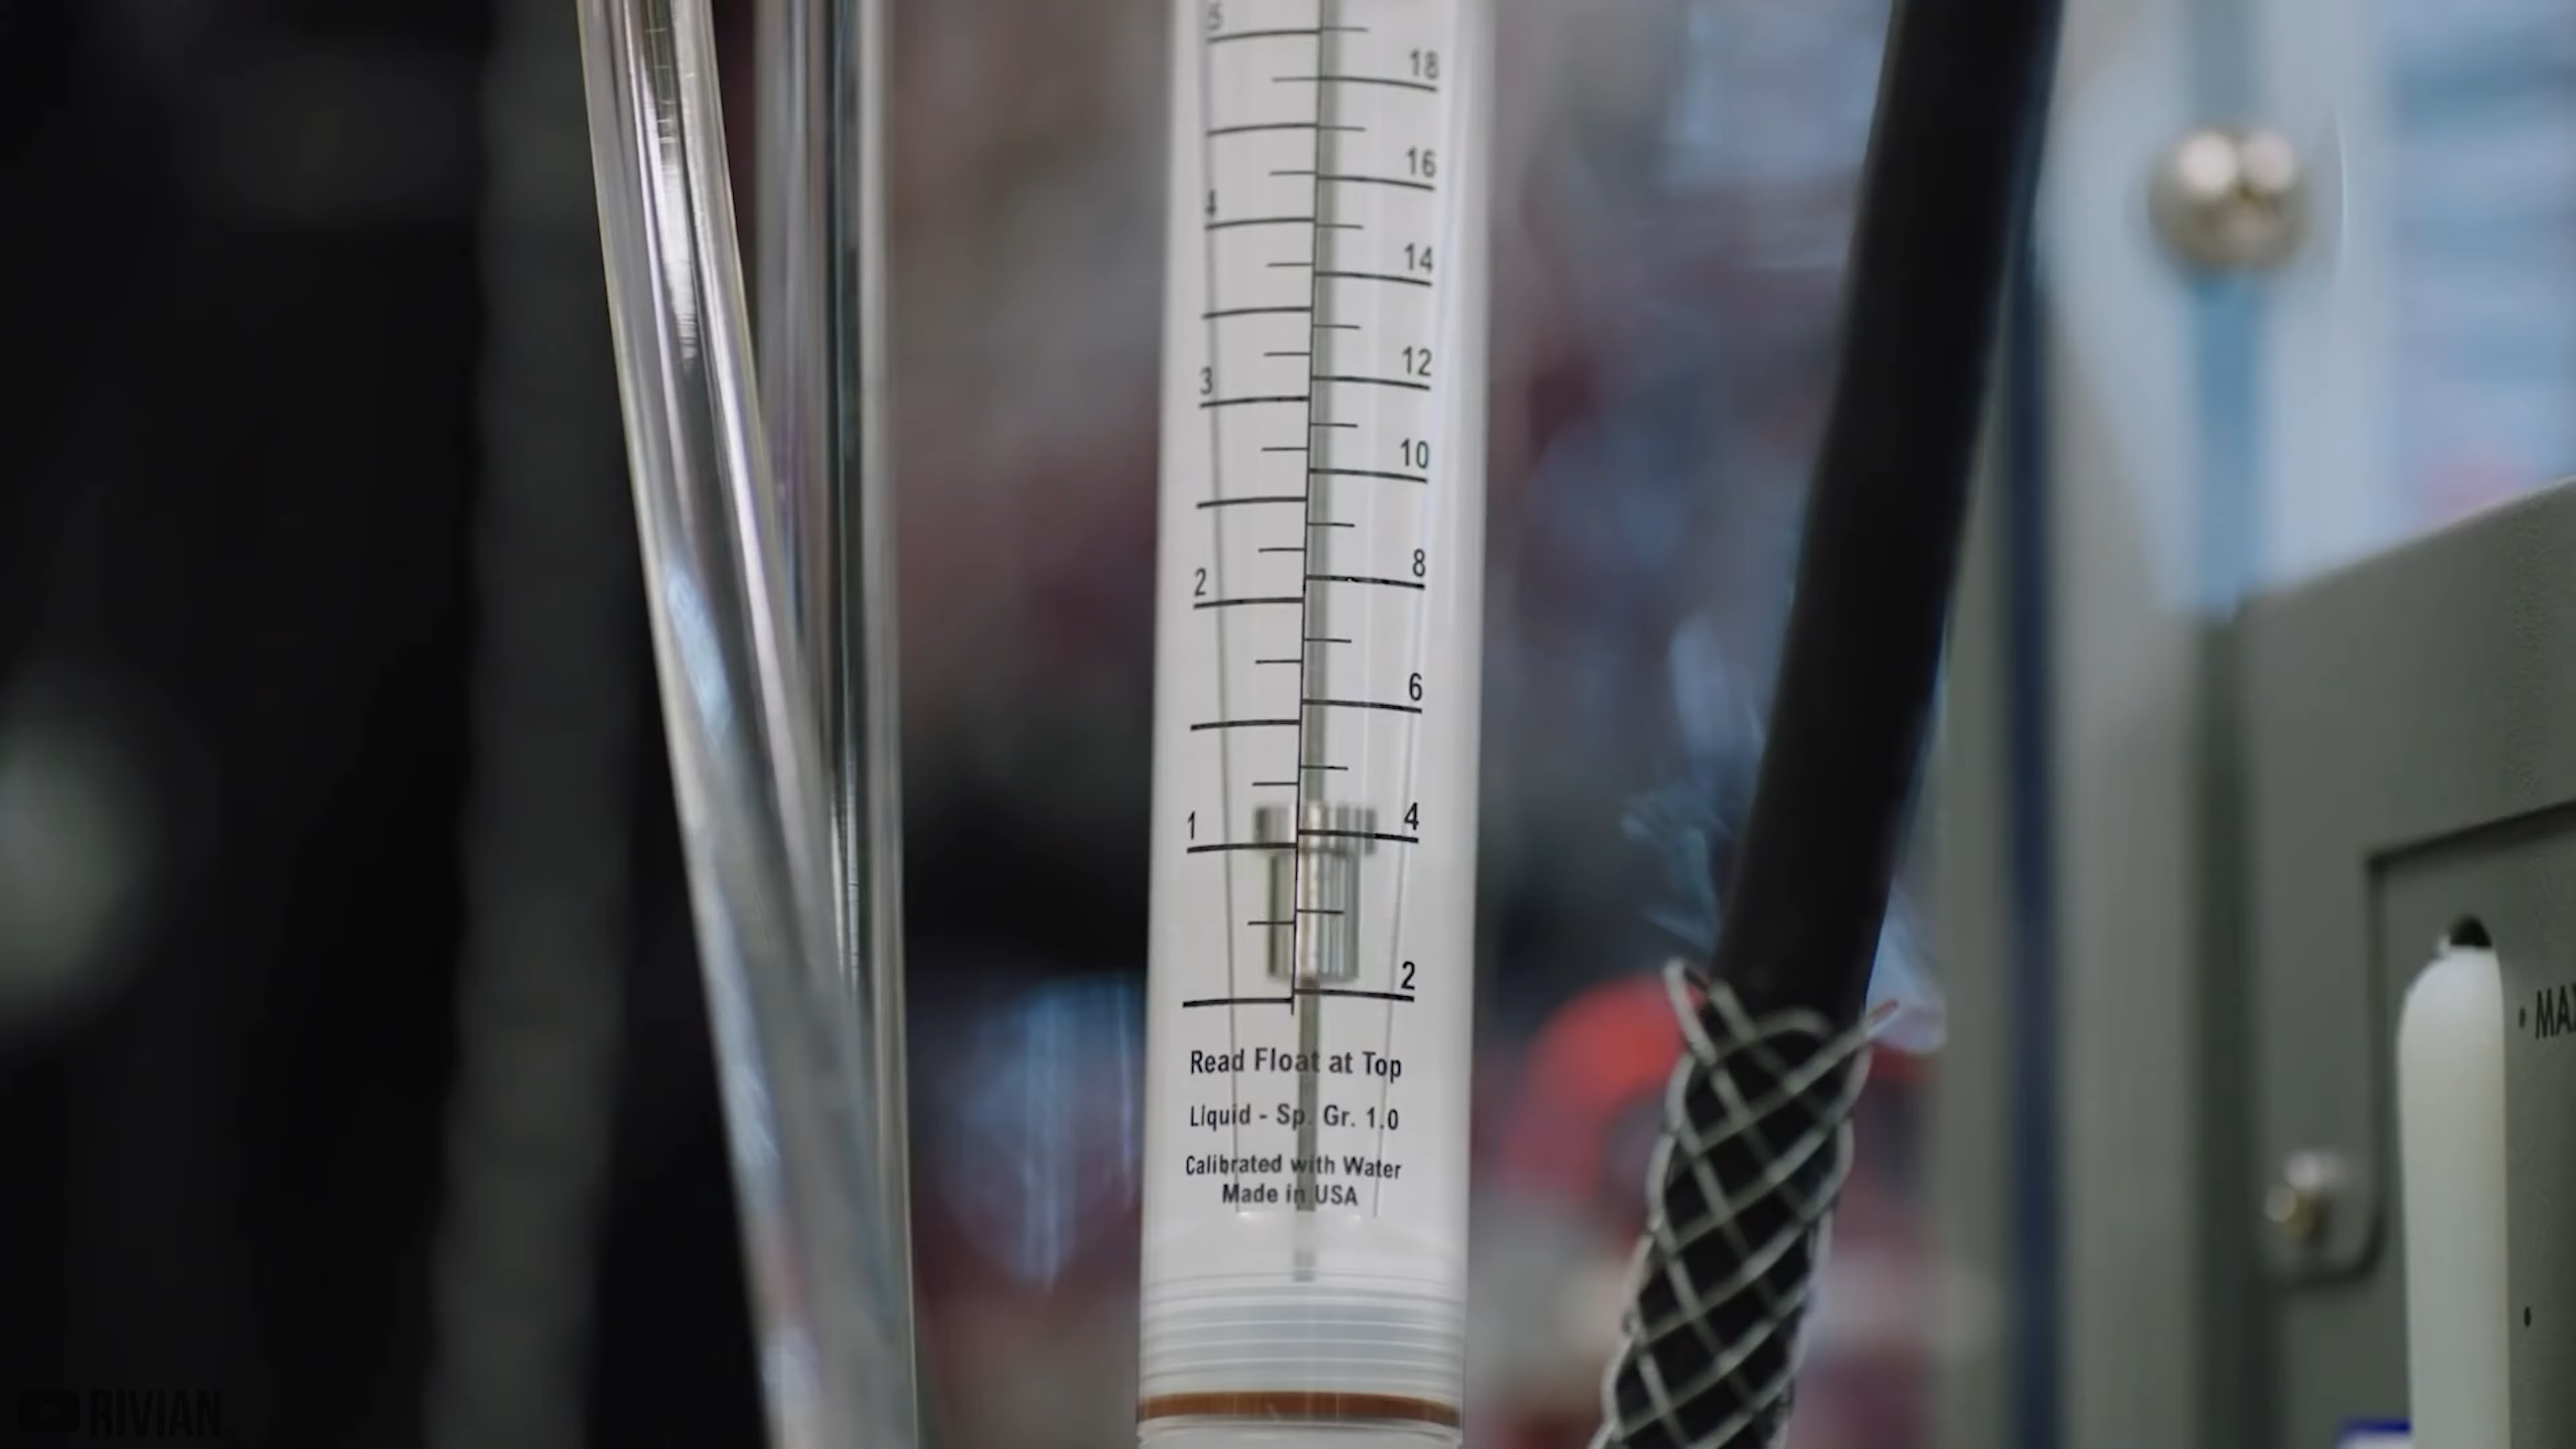 5
18
16
4
14
12
3
10
8
2
6
4
1
2
Read Float at Top
Liquid - Sp. Gr. 1.0
Calibrated with Water
Made in USA
MAX
RIVIAN